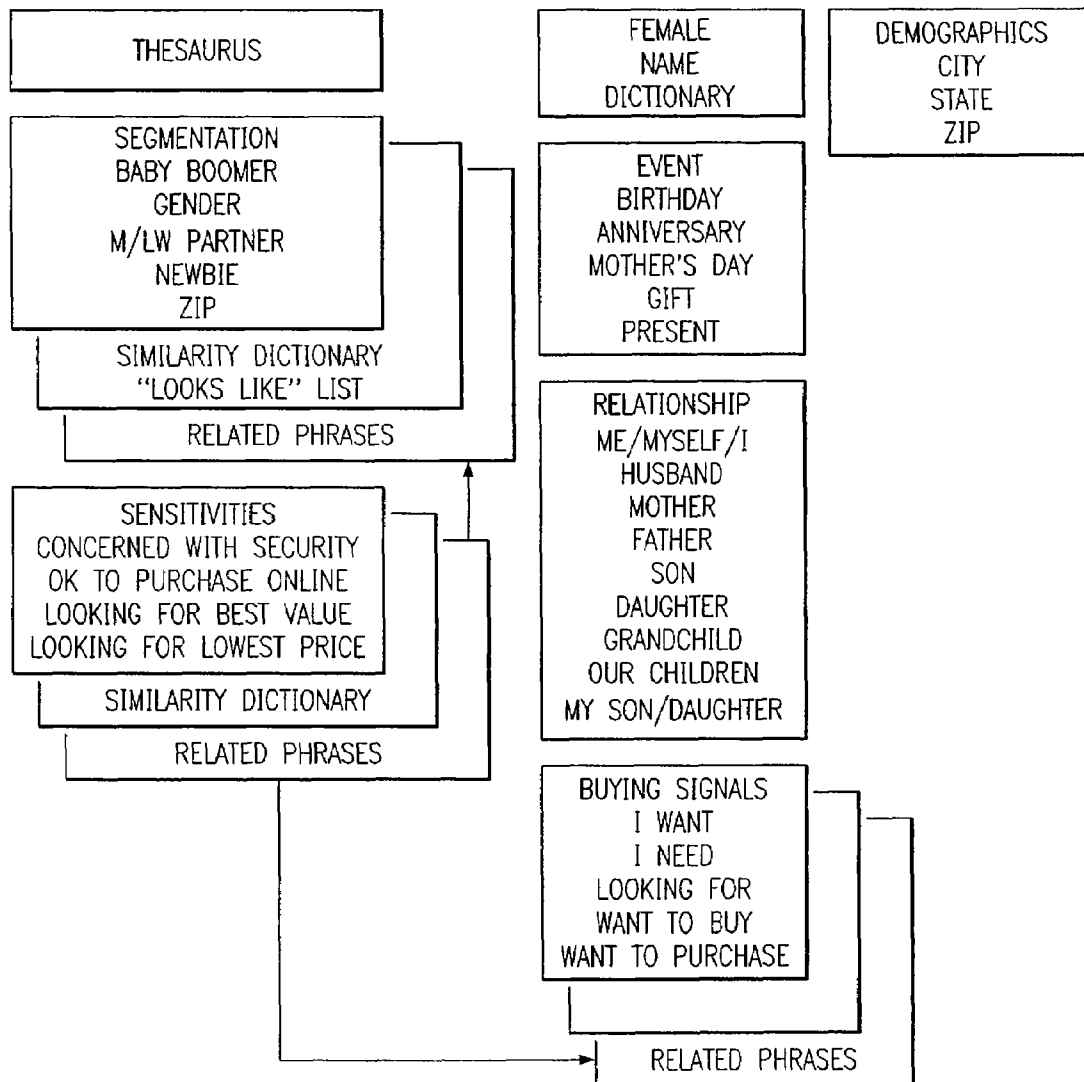 THESAURUS
SEGMENTATION
BABY BOOMER
GENDER
M/LW PARTNER
NEWBIE
ZIP
SIMILARITY DICTIONARY
"LOOKS LIKE" LIST
RELATED PHRASES
SENSITIVITIES
CONCERNED WITH SECURITY
OK TO PURCHASE ONLINE
LOOKING FOR BEST VALUE
LOOKING FOR LOWEST PRICE
SIMILARITY DICTIONARY
RELATED PHRASES
FEMALE
NAME
DICTIONARY
EVENT
BIRTHDAY
ANNIVERSARY
MOTHER'S DAY
GIFT
PRESENT
RELATIONSHIP
ME/MYSELF/I
HUSBAND
MOTHER
FATHER
SON
DAUGHTER
GRANDCHILD
OUR CHILDREN
MY SON/DAUGHTER
BUYING SIGNALS
I WANT
I NEED
LOOKING FOR
WANT TO BUY
WANT TO PURCHASE
RELATED PHRASES
DEMOGRAPHICS
CITY
STATE
ZIP